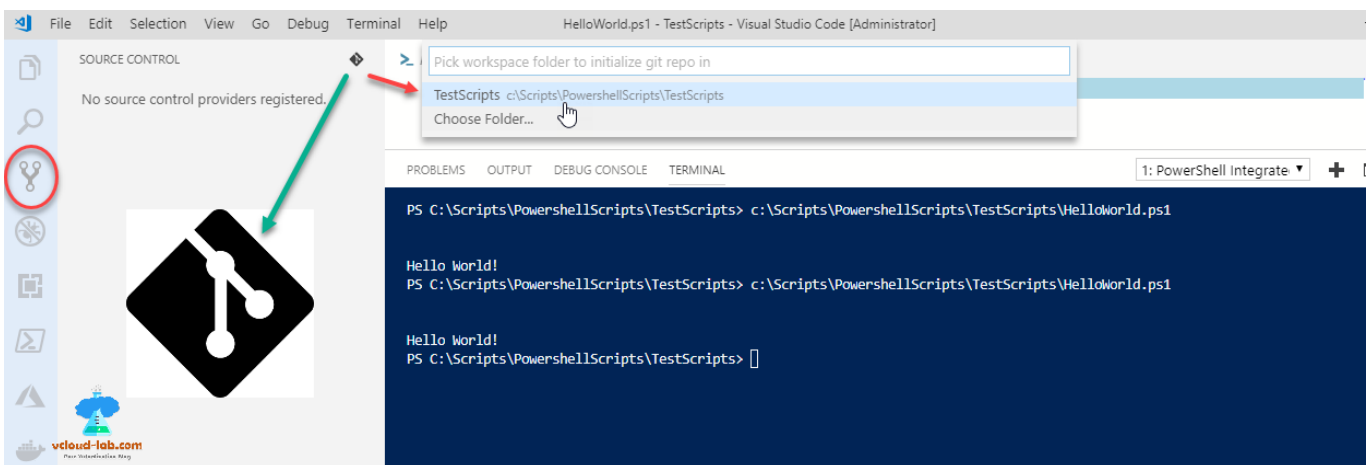 File Edit Selection View Go Debug Terminal Help HelloWorld.ps1 - TestScripts - Visual Studio Code [Administrator]
SOURCE CONTROL
No source control providers registered.
Pick workspace folder to initialize git repo in
TestScripts c:\Scripts\PowershellScripts\TestScripts
Choose Folder...
PROBLEMS OUTPUT DEBUG CONSOLE TERMINAL 1: PowerShell Integrate
PS C:\Scripts\PowershellScripts\TestScripts> c:\Scripts\PowershellScripts\TestScripts\HelloWorld.ps1
Hello World!
PS C:\Scripts\PowershellScripts\TestScripts> c:\Scripts\PowershellScripts\TestScripts\HelloWorld.ps1
Hello World!
PS C:\Scripts\PowershellScripts\TestScripts>
vcloud-lab.com
Pure Virtualization Blog